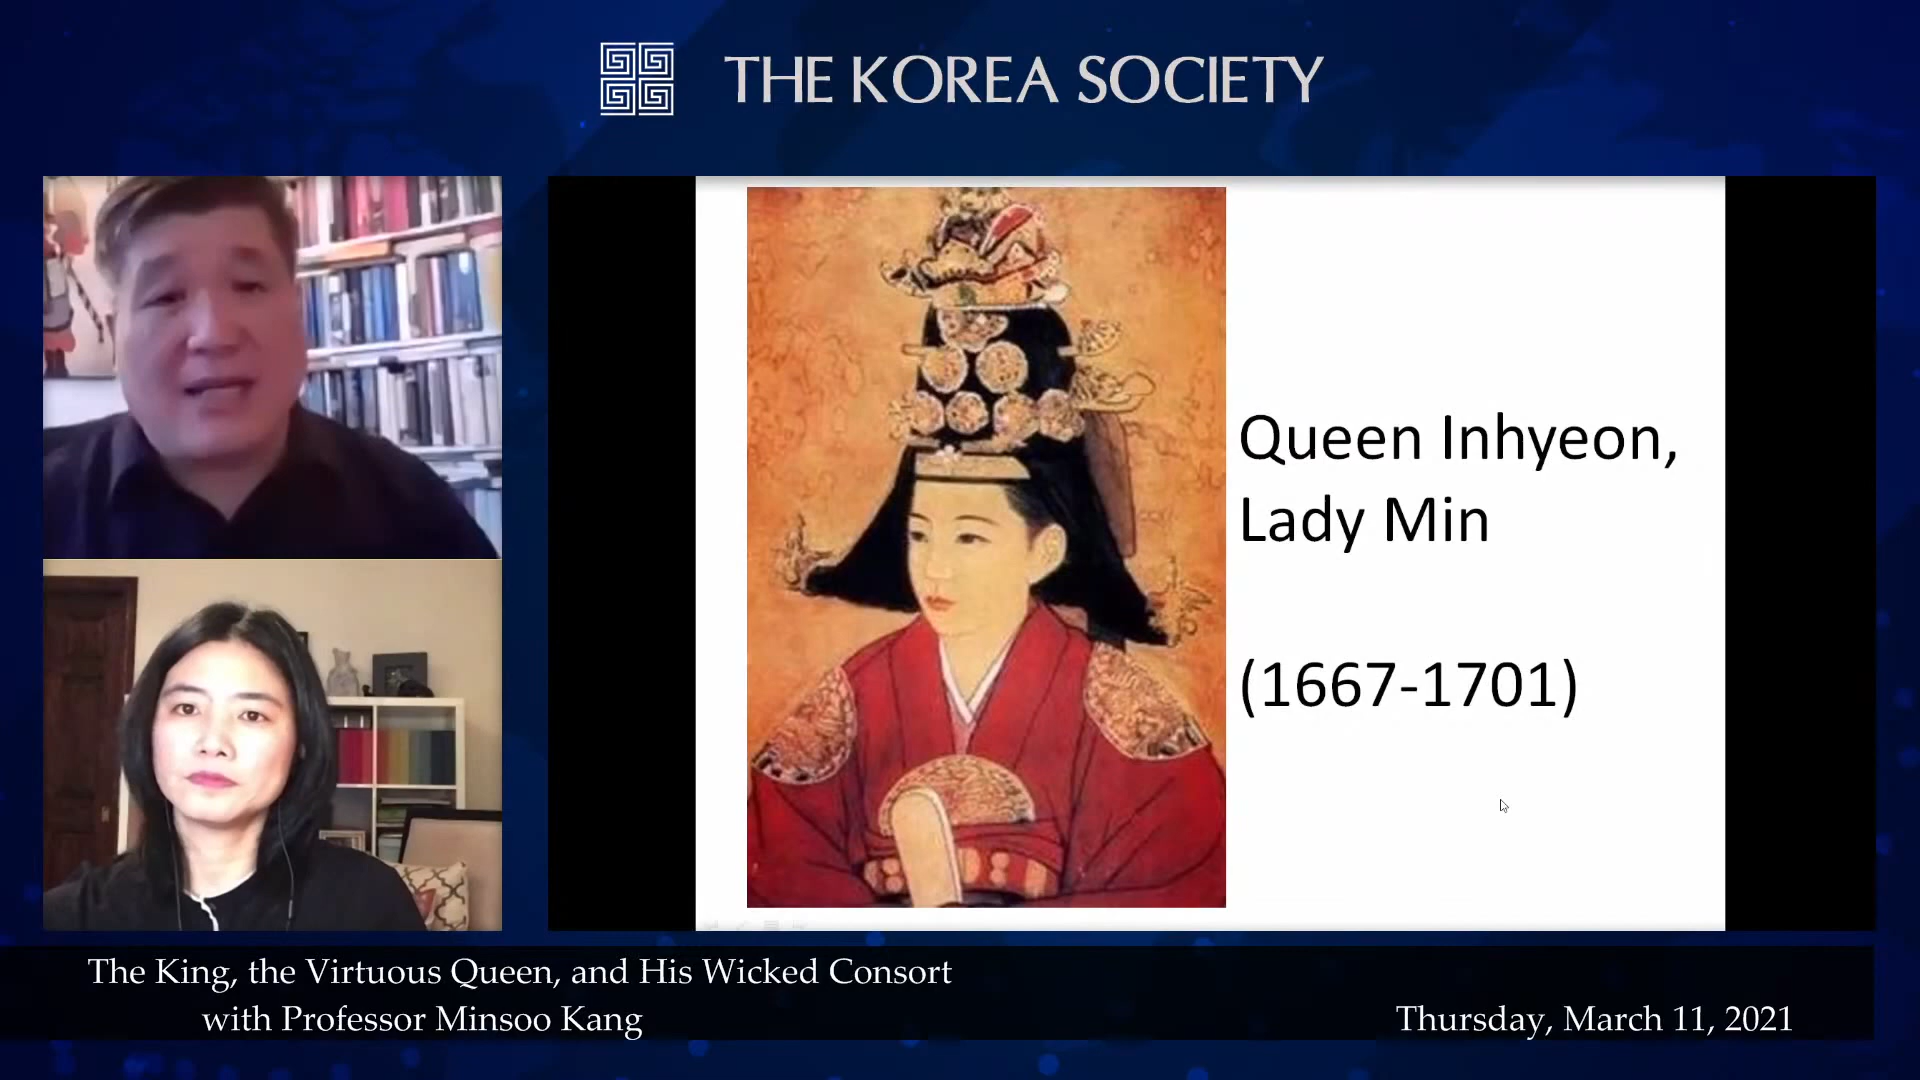 THE KOREA SOCIETY
Queen Inhyeon,
Lady Min
(1667-1701)
The King, the Virtuous Queen, and His Wicked Consort
with Professor Minsoo Kang
Thursday, March 11, 2021